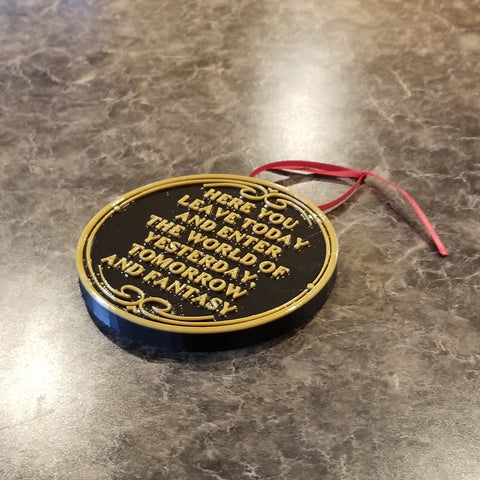 HERE YOU
LEAVE TODAY
AND ENTER
THE WORLD OF
YESTERDAY,
TOMORROW
AND FANTASY